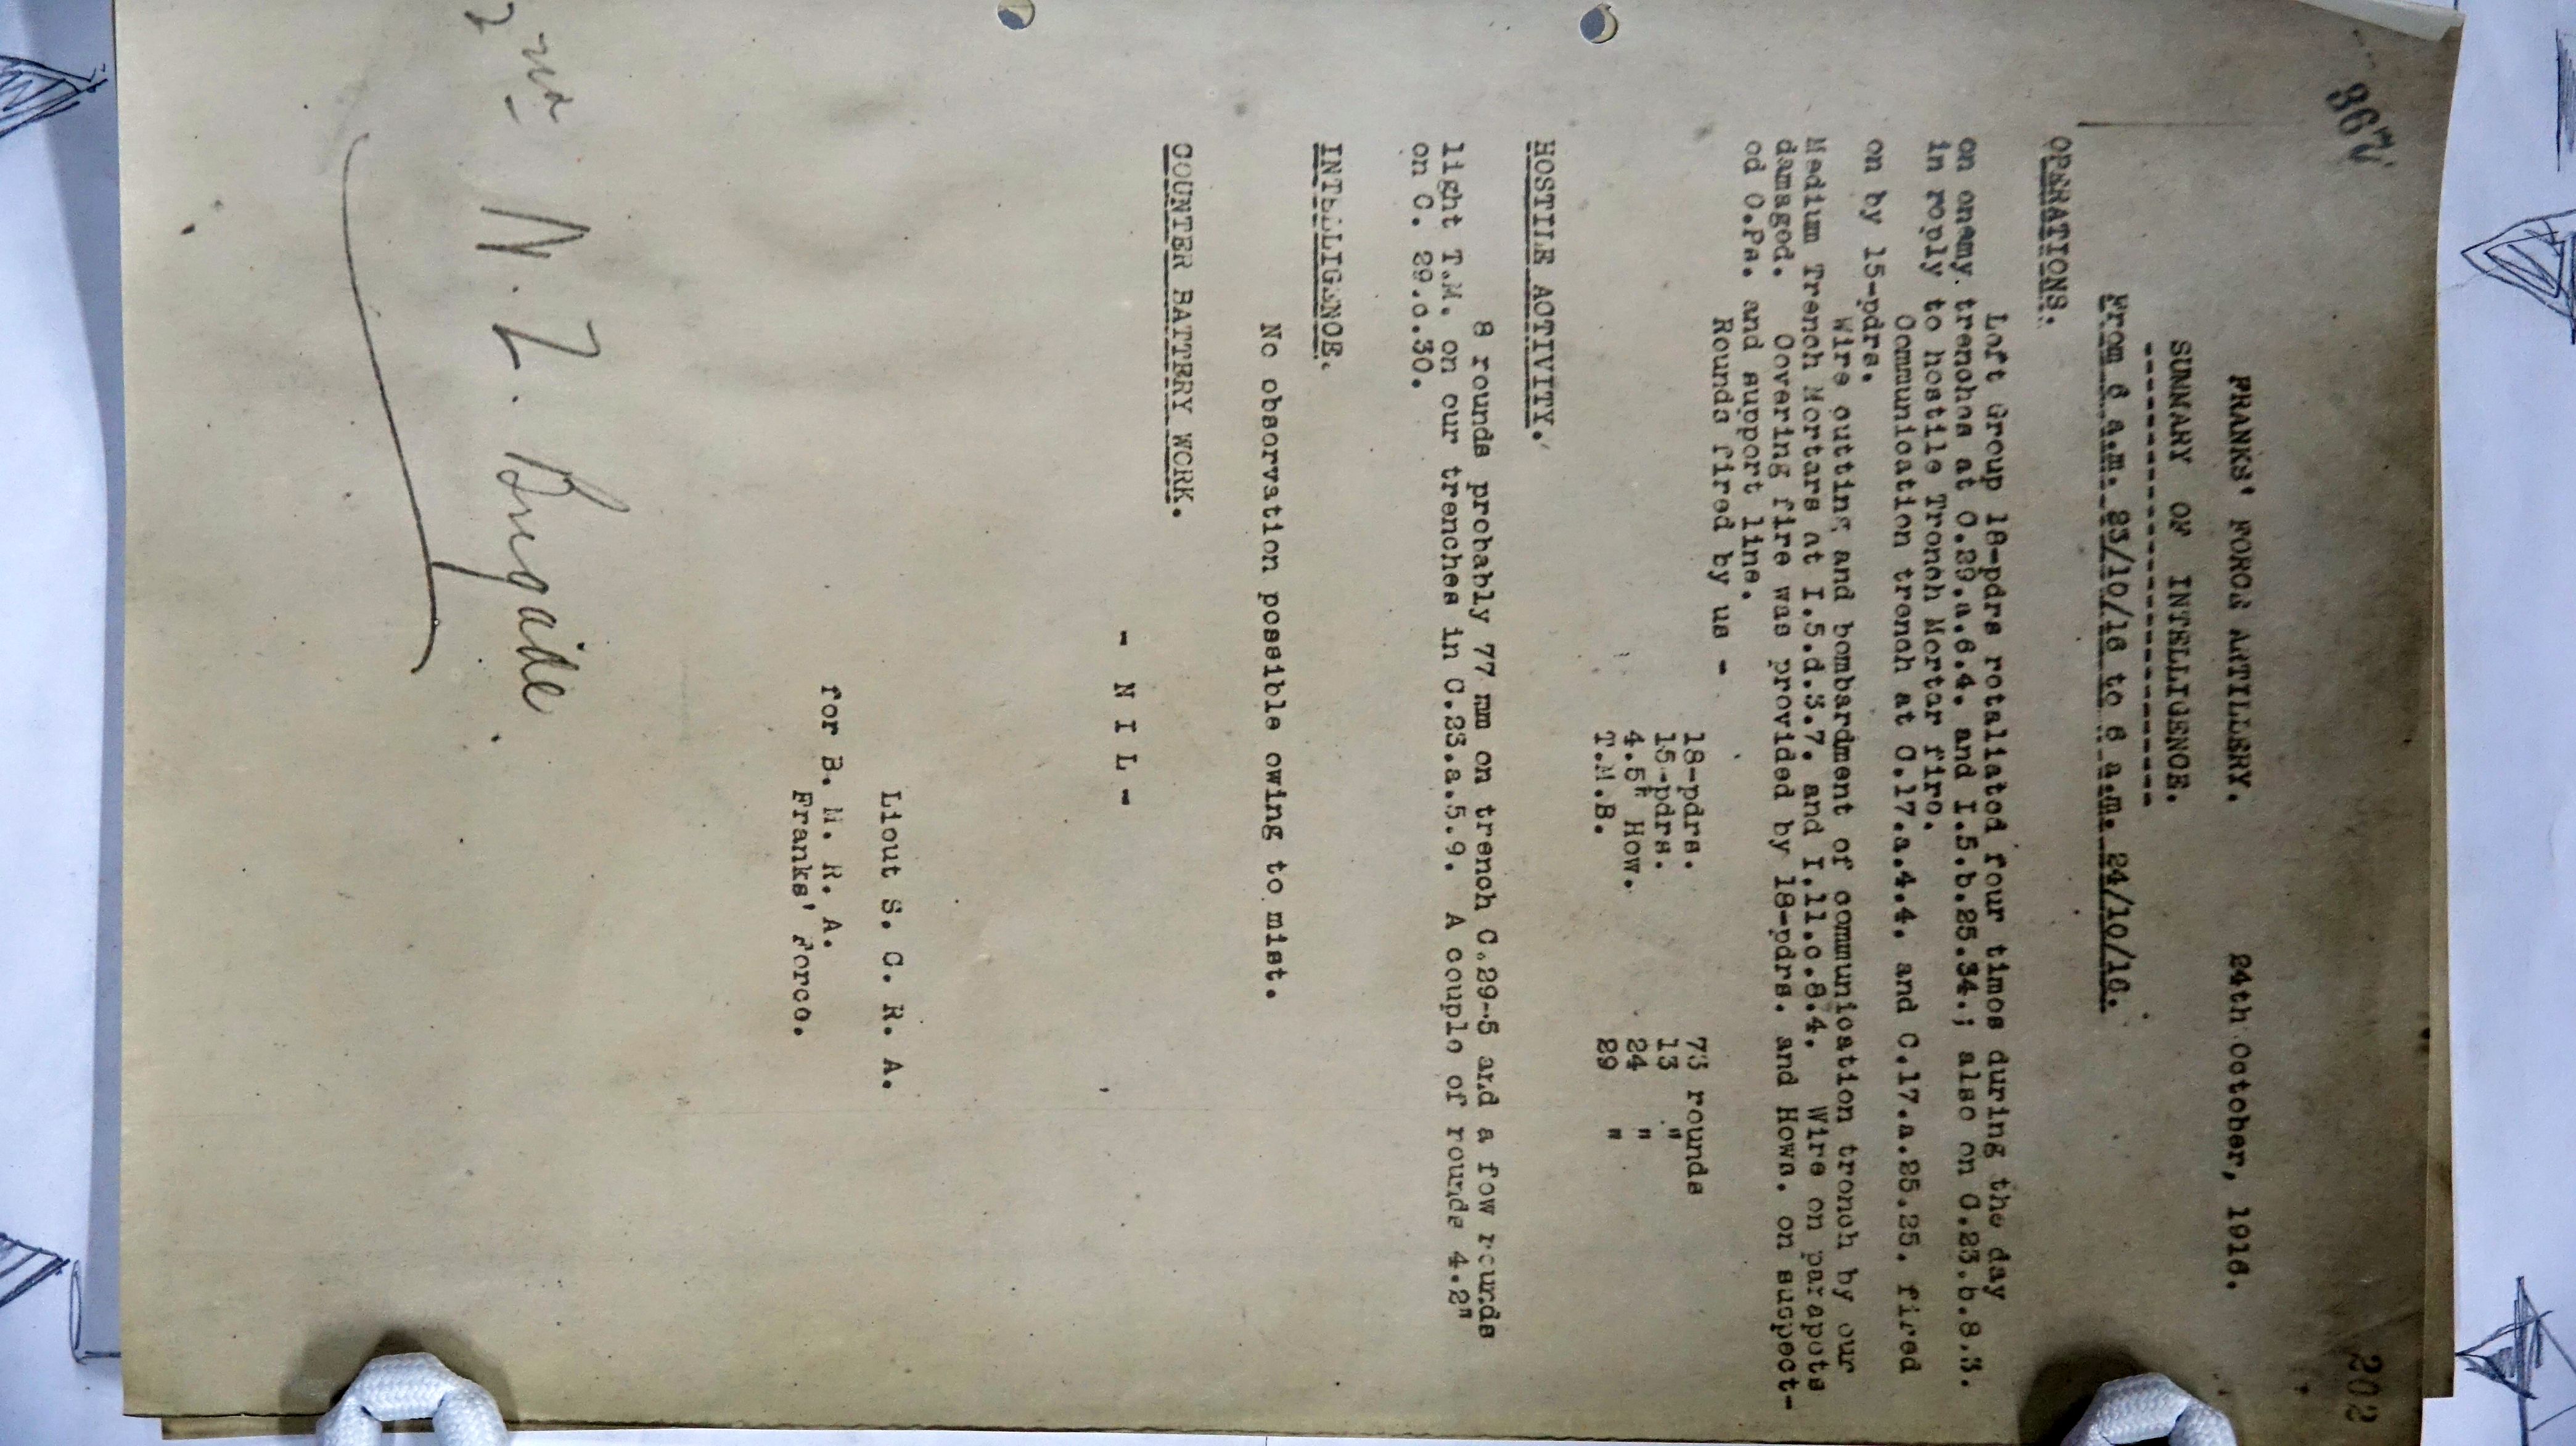 867
202
FRANKS' FORCE ARTILLERY. 24th October, 1916.
SUMMARY OF INTELLIGENCE.
From 6 a.m. 23/10/16 to 6 a.m. 24/10/16.
OPERATIONS.
Left Group 18-pdrs retaliated four times during the day
on enemy trenches at C.29.a.6.4. and I.5.b.25.34.; also on C.23.b.8.3.
in reply to hostile Trench Mortar fire.
Communication trench at C.17.a.4.4. and C.17.a.25.25. fired
on by 15-pdrs.
Wire cutting and bombardment of communication trench by our
Medium Trench Mortars at I.5.d.3.7. and I.11.c.8.4. Wire on parapets
damaged. Covering fire was provided by 18-pdrs. and Hows. on suspect-
ed O.Ps. and support line.
Rounds fired by us -
18-pdrs. 73 rounds
15-pdrs. 13 "
4.5" How. 24 "
T.M.B. 29 "
HOSTILE ACTIVITY.
8 rounds probably 77 mm on trench C.29-5 and a few rounds
light T.M. on our trenches in C.23.a.5.9. A couple of rounds 4.2"
on C. 29.c.30.
INTELLIGENCE.
No observation possible owing to mist.
COUNTER BATTERY WORK.
- N I L -
Lieut S. C. R. A.
for B. M. R. A.
Franks' Force.
2nd N.Z. Brigade.